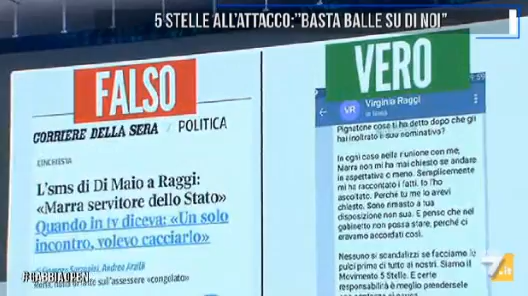 5 STELLE ALL'ATTACCO:"BASTA BALLE SU DI NOI"
FALSO
CORRIERE DELLA SERA / POLITICA
L'INCHIESTA
L'sms di Di Maio a Raggi:
«Marra servitore dello Stato»
Quando in tv diceva: «Un solo
incontro, volevo cacciarlo»
VERO
:59
VR
Virginia Raggi
Pignatone cosa ti ha detto dopo che gli
hai inoltrato il suo nominativo?
In ogni caso nella riunione con me,
Marra non mi ha mai chiesto se andare
in aspettativa o meno. Semplicemente
mi ha raccontato i fatti. Io l'ho
ascoltato. Perché tu me lo avevi
chiesto. Sono rimasto a tua
disposizione non sua. E penso che nel
gabinetto non possa stare, perché ci
eravamo accordati così.
Nessuno si scandalizzi se facciamo le
pulci prima di tutto ai nostri. Siamo il
Movimento 5 Stelle. E certe
responsabilità è meglio prendersele
#GABBIAOPEN
7.it